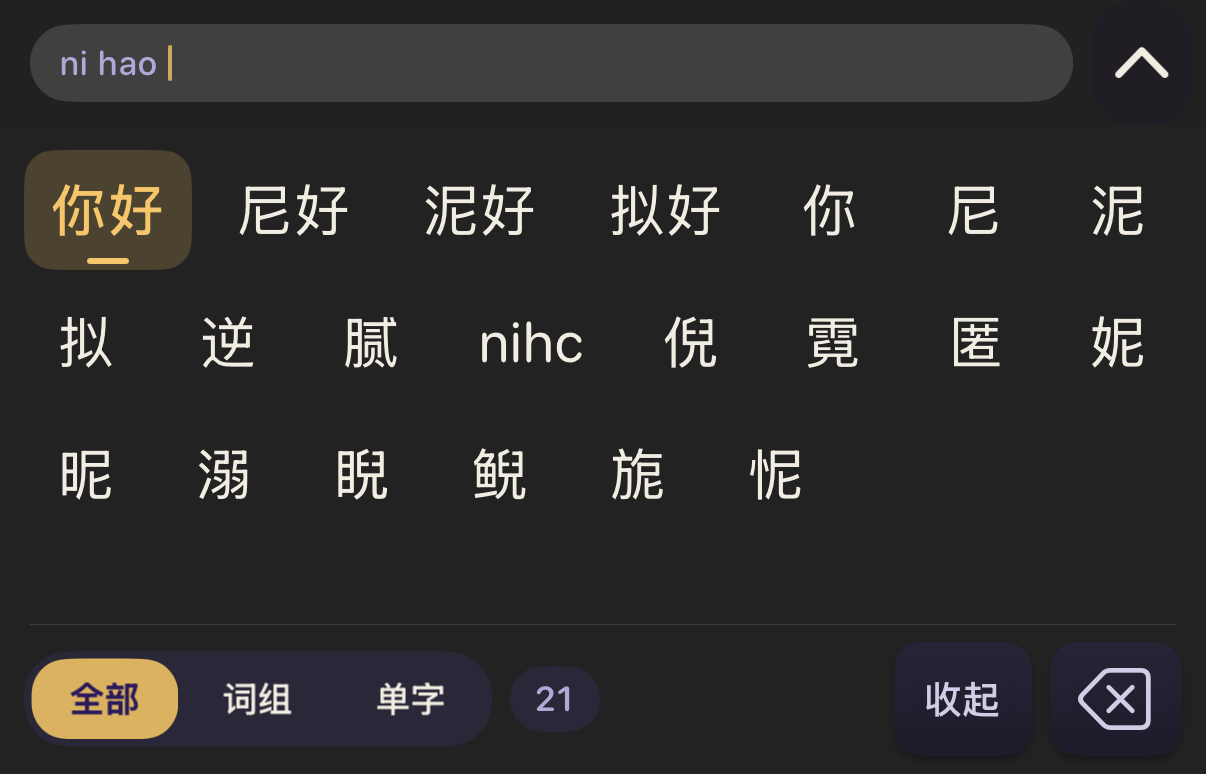 ni hao
你好 尼好 泥好 拟好 你 尼 泥
拟 逆 腻 nihc 倪 霓 匿 妮
昵 溺 睨 鲵 旎 怩
全部 词组 单字 21 收起